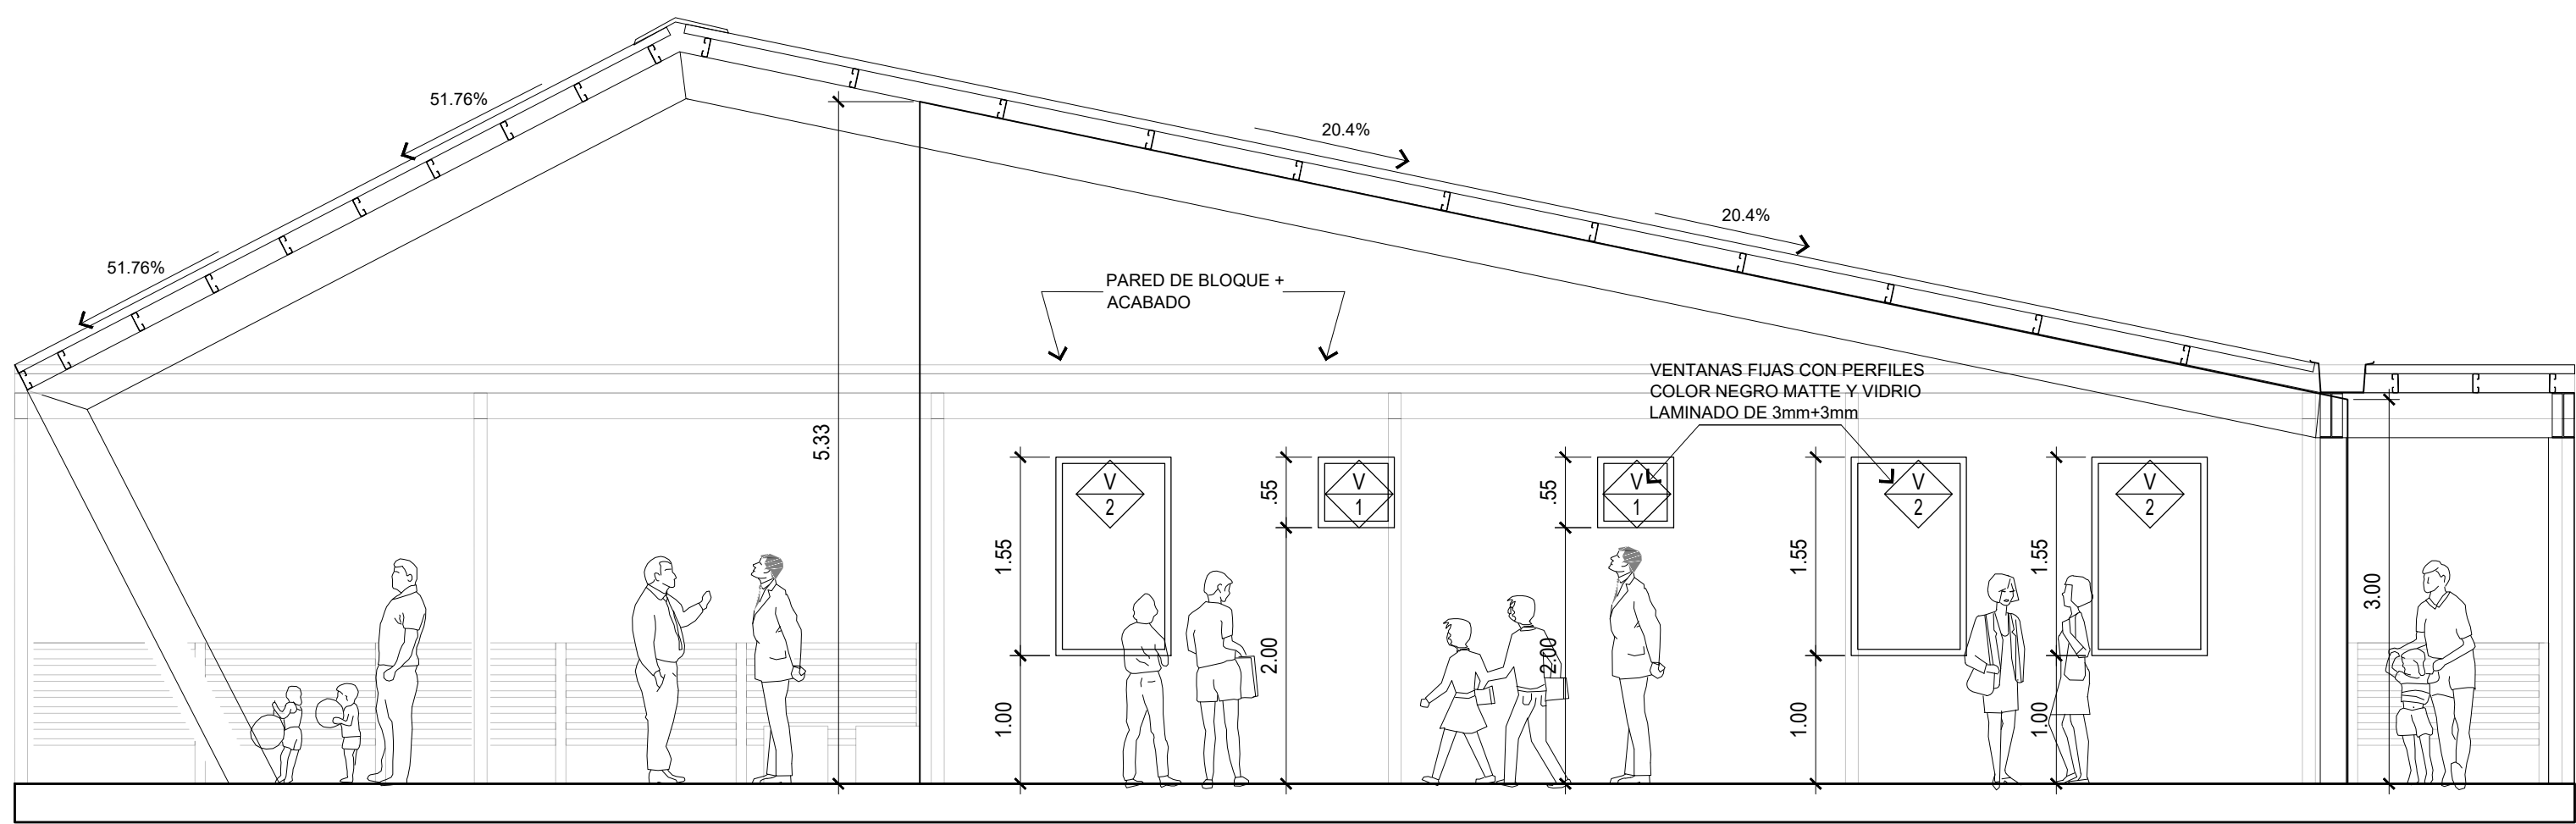 51.76%
20.4%
20.4%
51.76%
PARED DE BLOQUE +
ACABADO
VENTANAS FIJAS CON PERFILES
COLOR NEGRO MATTE Y VIDRIO
LAMINADO DE 3mm+3mm
5.33
V
2
V
1
V
1
V
2
V
2
.55
.55
1.55
1.55
1.55
3.00
2.00
2.00
1.00
1.00
1.00